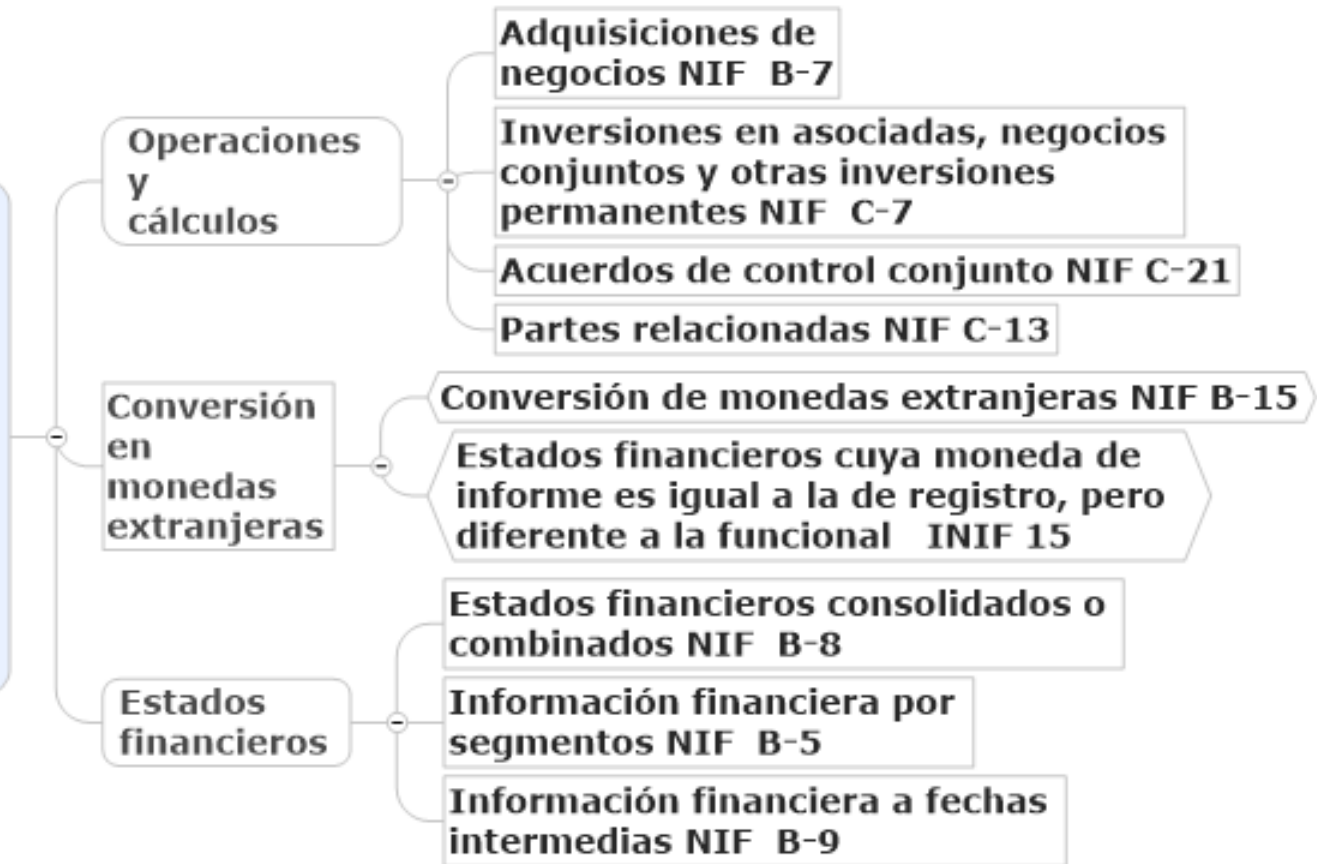 Operaciones
y
cálculos
Adquisiciones de
negocios NIF B-7
Inversiones en asociadas, negocios
conjuntos y otras inversiones
permanentes NIF C-7
Acuerdos de control conjunto NIF C-21
Partes relacionadas NIF C-13
Conversión
en
monedas
extranjeras
Conversión de monedas extranjeras NIF B-15
Estados financieros cuya moneda de
informe es igual a la de registro, pero
diferente a la funcional INIF 15
Estados
financieros
Estados financieros consolidados o
combinados NIF B-8
Información financiera por
segmentos NIF B-5
Información financiera a fechas
intermedias NIF B-9